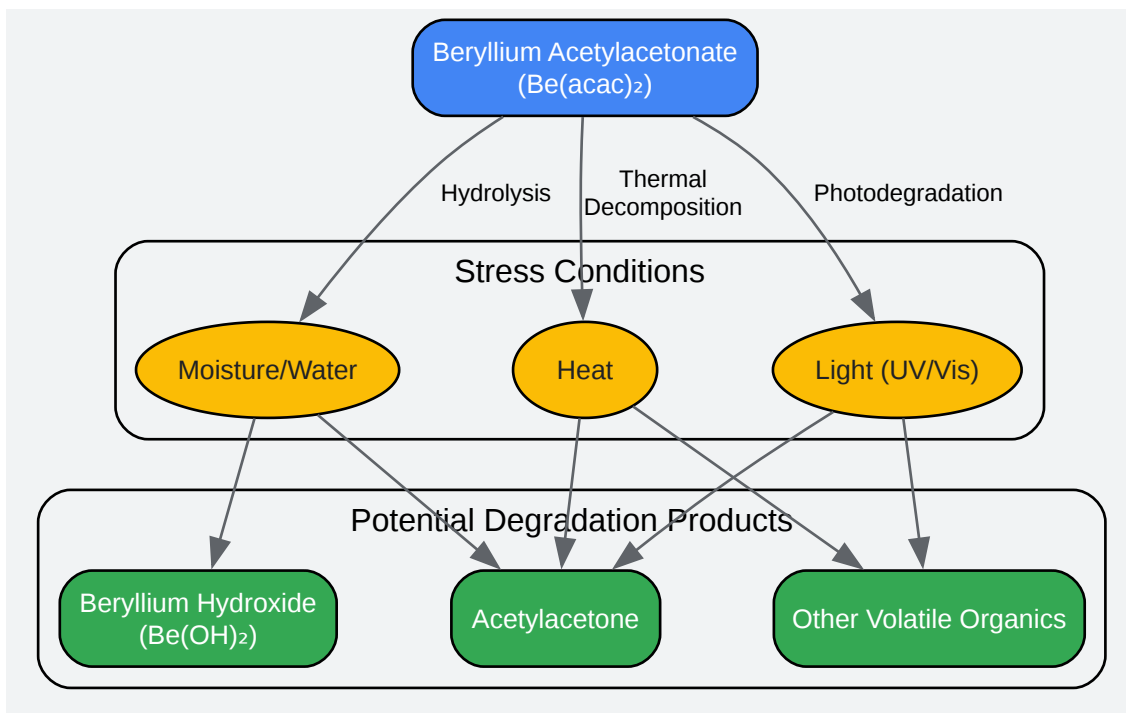 Beryllium Acetylacetonate
(Be(acac)₂)
Hydrolysis
Thermal
Decomposition
Photodegradation
Stress Conditions
Moisture/Water
Heat
Light (UV/Vis)
Potential Degradation Products
Beryllium Hydroxide
(Be(OH)₂)
Acetylacetone
Other Volatile Organics